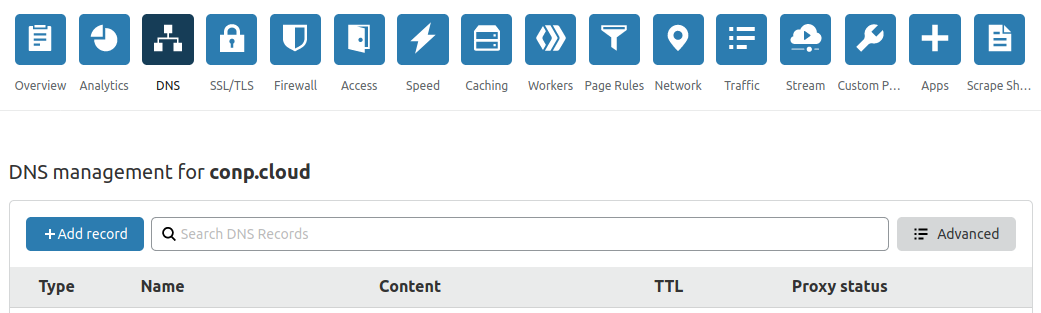 Overview Analytics DNS SSL/TLS Firewall Access Speed Caching Workers Page Rules Network Traffic Stream Custom P... Apps Scrape Sh...
DNS management for conp.cloud
+ Add record Search DNS Records Advanced
Type Name Content TTL Proxy status